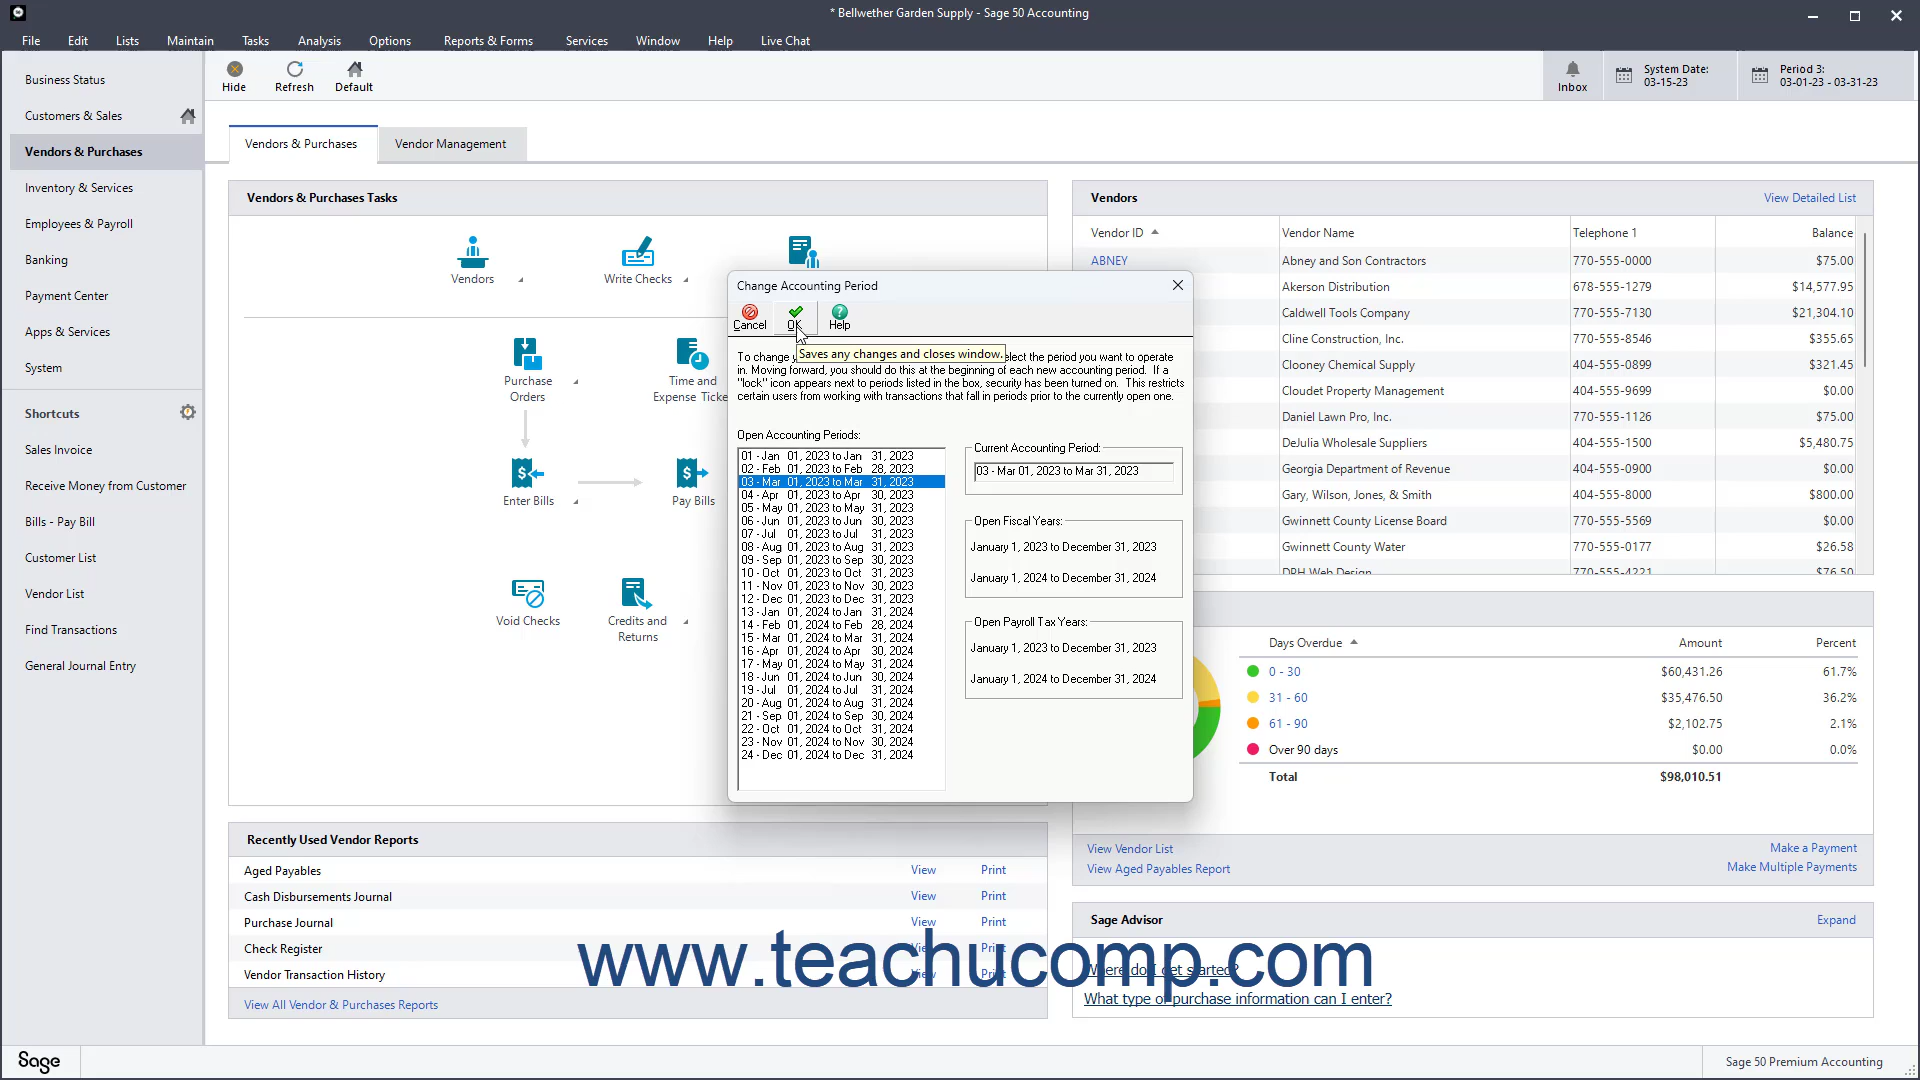 * Bellwether Garden Supply - Sage 50 Accounting
File Edit Lists Maintain Tasks Analysis Options Reports & Forms Services Window Help Live Chat
Business Status
Customers & Sales
Vendors & Purchases
Inventory & Services
Employees & Payroll
Banking
Payment Center
Apps & Services
System
Shortcuts
Sales Invoice
Receive Money from Customer
Bills - Pay Bill
Customer List
Vendor List
Find Transactions
General Journal Entry
Hide Refresh Default
Inbox
System Date:
03-15-23
Period 3:
03-01-23 - 03-31-23
Vendors & Purchases Vendor Management
Vendors & Purchases Tasks
Vendors Write Checks
Purchase
Orders
Time and
Expense Ticke
Enter Bills Pay Bills
Void Checks
Credits and
Returns
Change Accounting Period
Cancel OK Help
Saves any changes and closes window.
To change elect the period you want to operate
in. Moving forward, you should do this at the beginning of each new accounting period. If a
"lock" icon appears next to periods listed in the box, security has been turned on. This restricts
certain users from working with transactions that fall in periods prior to the currently open one.
Open Accounting Periods:
01 - Jan 01, 2023 to Jan 31, 2023
02 - Feb 01, 2023 to Feb 28, 2023
03 - Mar 01, 2023 to Mar 31, 2023
04 - Apr 01, 2023 to Apr 30, 2023
05 - May 01, 2023 to May 31, 2023
06 - Jun 01, 2023 to Jun 30, 2023
07 - Jul 01, 2023 to Jul 31, 2023
08 - Aug 01, 2023 to Aug 31, 2023
09 - Sep 01, 2023 to Sep 30, 2023
10 - Oct 01, 2023 to Oct 31, 2023
11 - Nov 01, 2023 to Nov 30, 2023
12 - Dec 01, 2023 to Dec 31, 2023
13 - Jan 01, 2024 to Jan 31, 2024
14 - Feb 01, 2024 to Feb 28, 2024
15 - Mar 01, 2024 to Mar 31, 2024
16 - Apr 01, 2024 to Apr 30, 2024
17 - May 01, 2024 to May 31, 2024
18 - Jun 01, 2024 to Jun 30, 2024
19 - Jul 01, 2024 to Jul 31, 2024
20 - Aug 01, 2024 to Aug 31, 2024
21 - Sep 01, 2024 to Sep 30, 2024
22 - Oct 01, 2024 to Oct 31, 2024
23 - Nov 01, 2024 to Nov 30, 2024
24 - Dec 01, 2024 to Dec 31, 2024
Current Accounting Period:
03 - Mar 01, 2023 to Mar 31, 2023
Open Fiscal Years:
January 1, 2023 to December 31, 2023
January 1, 2024 to December 31, 2024
Open Payroll Tax Years:
January 1, 2023 to December 31, 2023
January 1, 2024 to December 31, 2024
Vendors View Detailed List
Vendor ID Vendor Name Telephone 1 Balance
ABNEY Abney and Son Contractors 770-555-0000 $75.00
Akerson Distribution 678-555-1279 $14,577.95
Caldwell Tools Company 770-555-7130 $21,304.10
Cline Construction, Inc. 770-555-8546 $355.65
Clooney Chemical Supply 404-555-0899 $321.45
Cloudet Property Management 404-555-9699 $0.00
Daniel Lawn Pro, Inc. 770-555-1126 $75.00
DeJulia Wholesale Suppliers 404-555-1500 $5,480.75
Georgia Department of Revenue 404-555-0900 $0.00
Gary, Wilson, Jones, & Smith 404-555-8000 $800.00
Gwinnett County License Board 770-555-5569 $0.00
Gwinnett County Water 770-555-0177 $26.58
DPH Web Design 770-555-4221 $76.50
Days Overdue Amount Percent
0 - 30 $60,431.26 61.7%
31 - 60 $35,476.50 36.2%
61 - 90 $2,102.75 2.1%
Over 90 days $0.00 0.0%
Total $98,010.51
View Vendor List Make a Payment
View Aged Payables Report Make Multiple Payments
Recently Used Vendor Reports
Aged Payables View Print
Cash Disbursements Journal View Print
Purchase Journal View Print
Check Register View Print
Vendor Transaction History View Print
View All Vendor & Purchases Reports
Sage Advisor Expand
Where do I get started?
What type of purchase information can I enter?
www.teachucomp.com
Sage
Sage 50 Premium Accounting